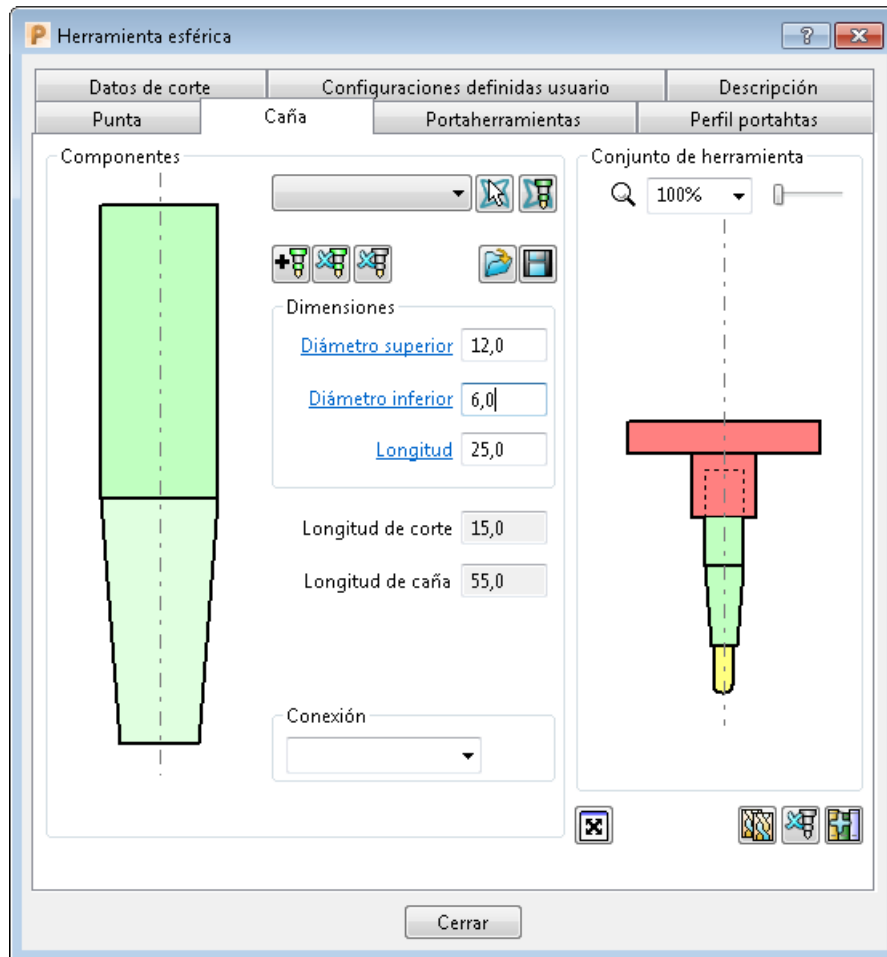 Herramienta esférica
Datos de corte
Configuraciones definidas usuario
Descripción
Punta
Caña
Portaherramientas
Perfil portahtas
Componentes
Conjunto de herramienta
100%
Dimensiones
Diámetro superior 12,0
Diámetro inferior 6,0
Longitud 25,0
Longitud de corte 15,0
Longitud de caña 55,0
Conexión
Cerrar